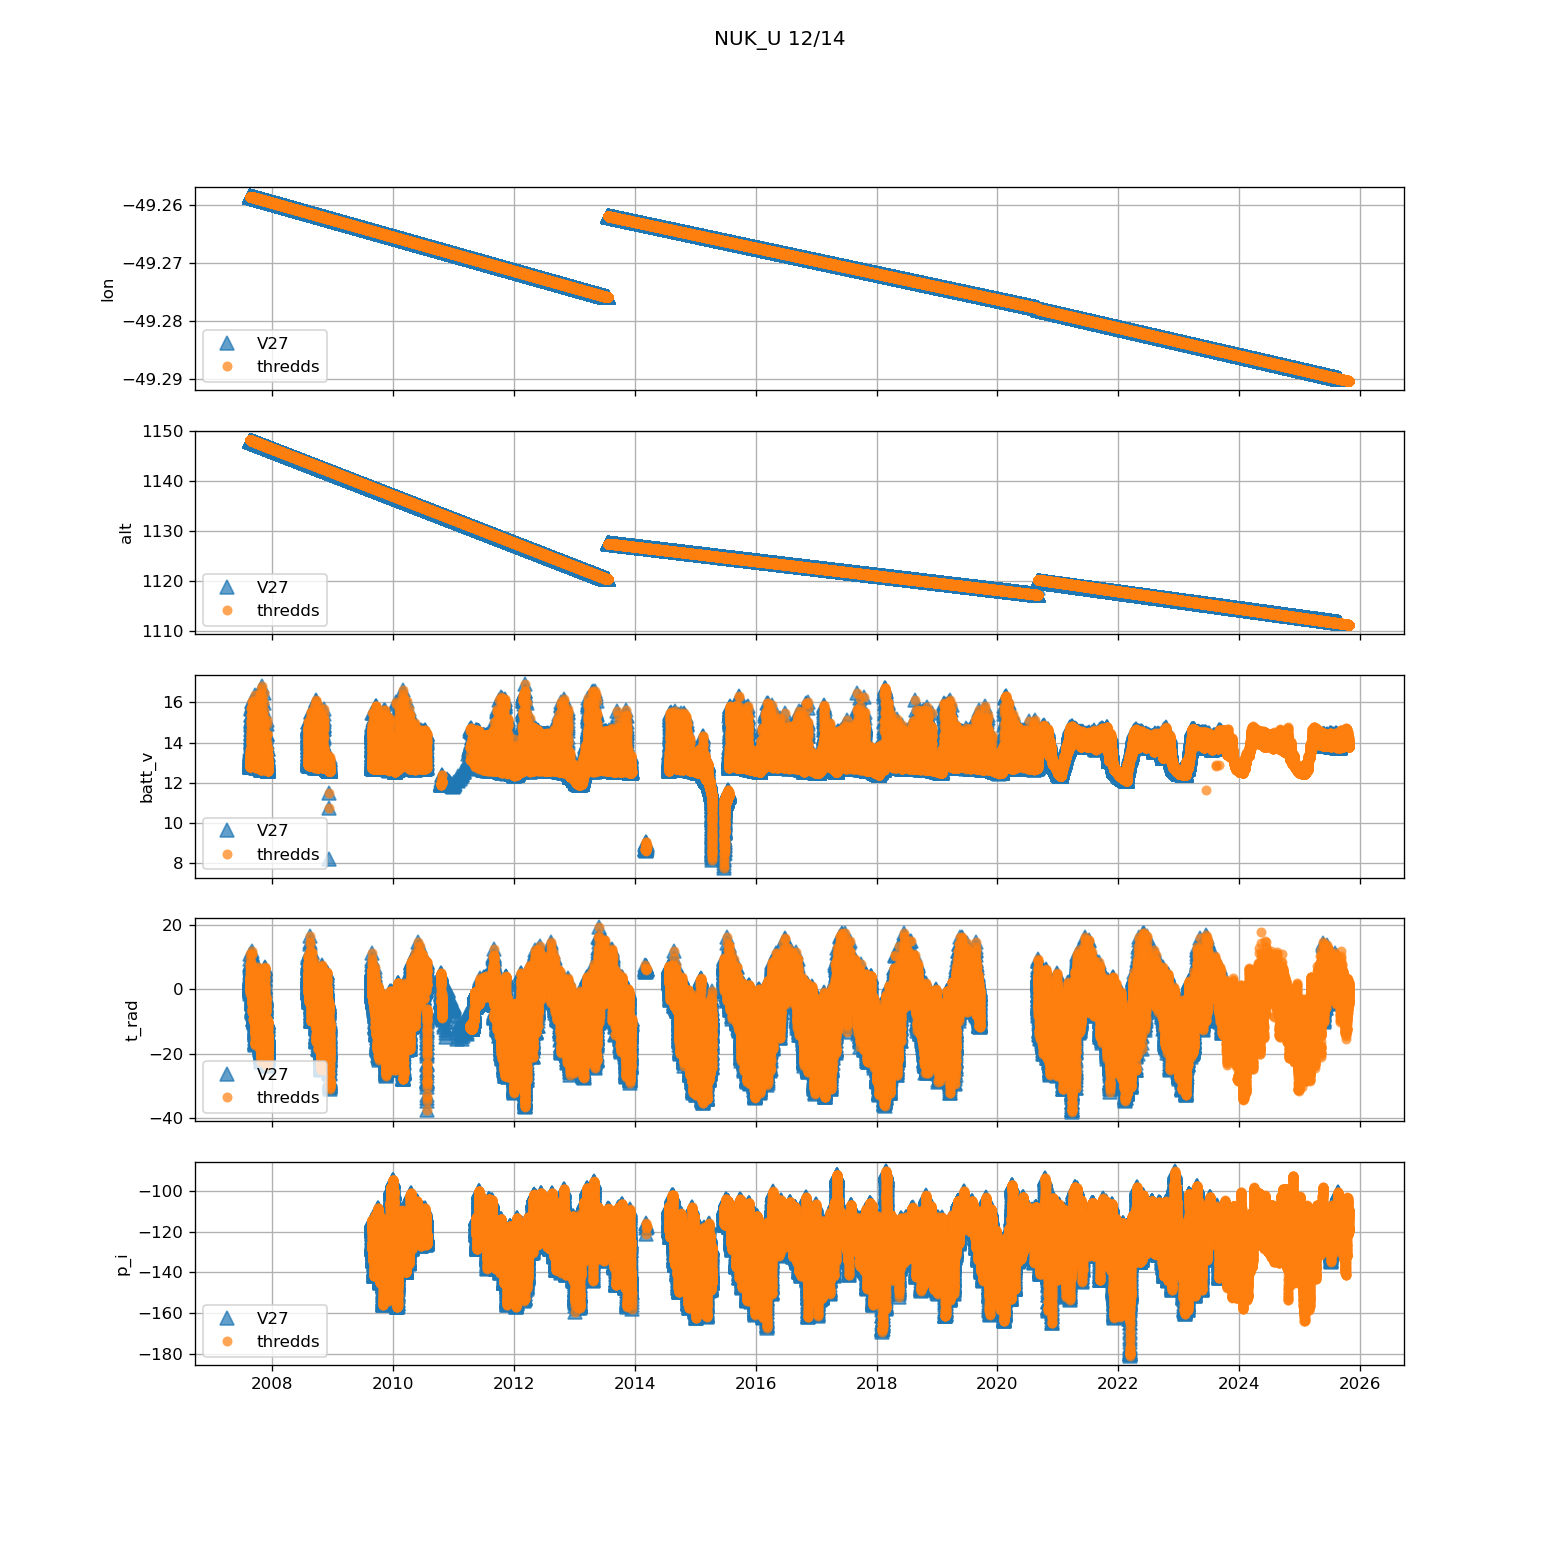 NUK_U 12/14
−49.26
−49.27
−49.28
−49.29
lon
V27
thredds
1150
1140
1130
1120
1110
alt
V27
thredds
16
14
12
10
8
batt_v
V27
thredds
20
0
−20
−40
t_rad
V27
thredds
−100
−120
−140
−160
−180
p_i
V27
thredds
2008 2010 2012 2014 2016 2018 2020 2022 2024 2026